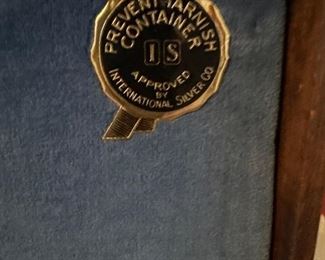 PREVENT TARNISH
CONTAINER
IS
APPROVED
BY
INTERNATIONAL SILVER CO